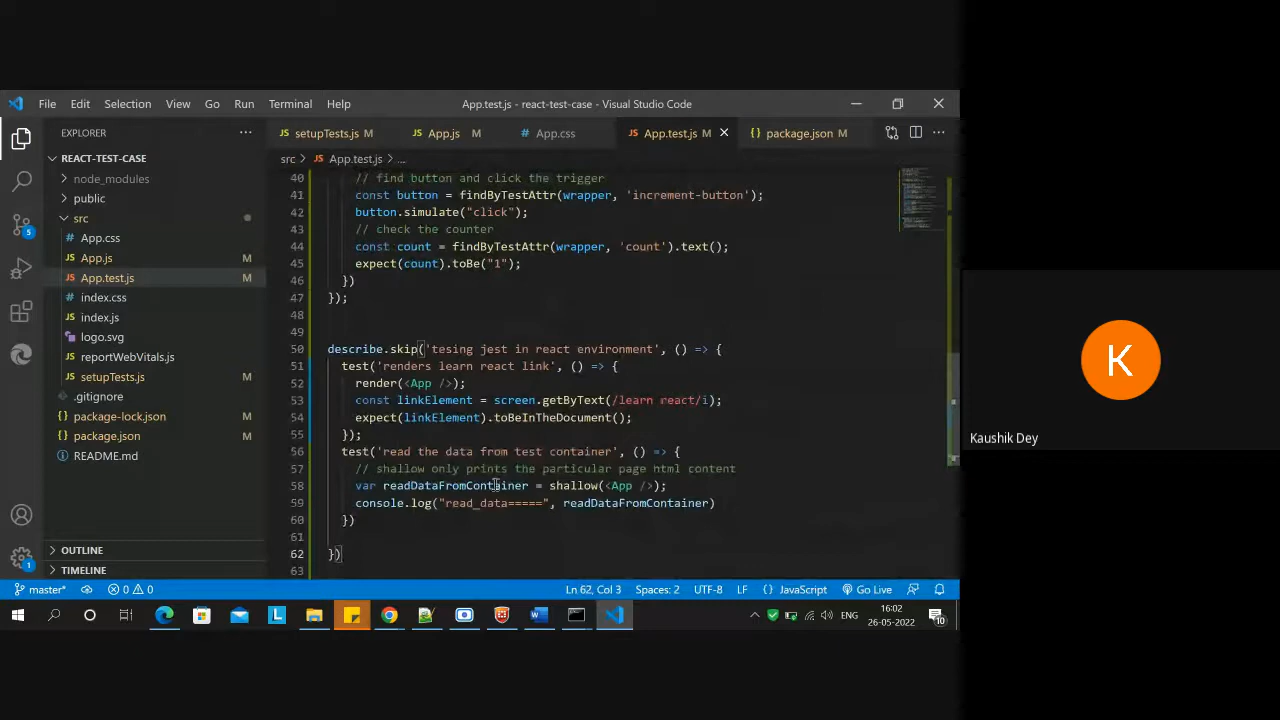 File Edit Selection View Go Run Terminal Help App.test.js - react-test-case - Visual Studio Code
EXPLORER
REACT-TEST-CASE
node_modules
public
src
App.css
App.js M
App.test.js M
index.css
index.js
logo.svg
reportWebVitals.js
setupTests.js M
.gitignore
package-lock.json M
package.json M
README.md
OUTLINE
TIMELINE
5
1
JS setupTests.js M JS App.js M App.css JS App.test.js M package.json M
src > JS App.test.js > ...
40 // find button and click the trigger
41 const button = findByTestAttr(wrapper, 'increment-button');
42 button.simulate("click");
43 // check the counter
44 const count = findByTestAttr(wrapper, 'count').text();
45 expect(count).toBe("1");
46 })
47 });
48
49
50 describe.skip('tesing jest in react environment', () => {
51 test('renders learn react link', () => {
52 render(<App />);
53 const linkElement = screen.getByText(/learn react/i);
54 expect(linkElement).toBeInTheDocument();
55 });
56 test('read the data from test container', () => {
57 // shallow only prints the particular page html content
58 var readDataFromContainer = shallow(<App />);
59 console.log("read_data=====", readDataFromContainer)
60 })
61
62 })
63
master* 0 0 Ln 62, Col 3 Spaces: 2 UTF-8 LF {} JavaScript Go Live
ENG 16:02
26-05-2022 10
K
Kaushik Dey